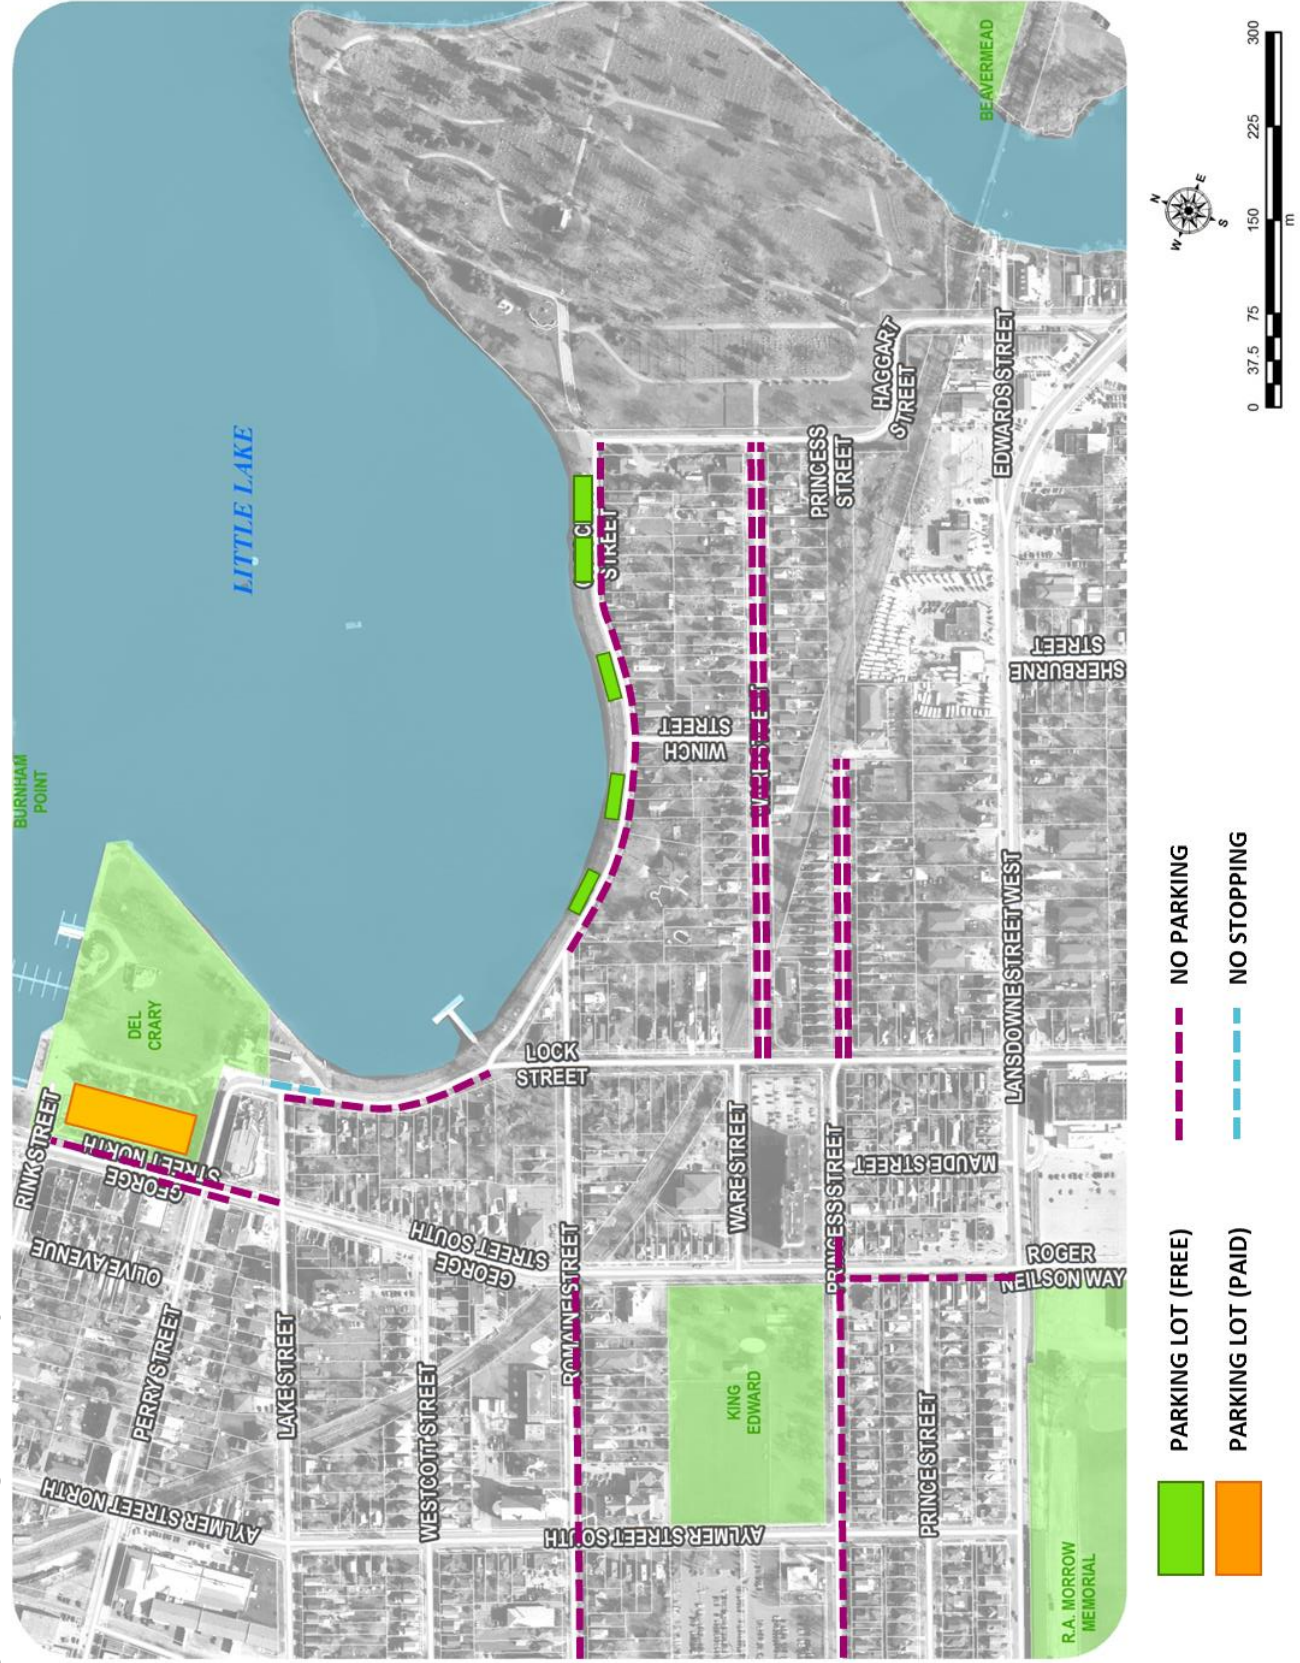 BURNHAM
POINT
RINK STREET
OLIVE AVENUE
AYLMER STREET NORTH
GEORGE
STREET NORTH
DEL
CRARY
PERRY STREET
LITTLE LAKE
LAKE STREET
WESTCOTT STREET
GEORGE
STREET SOUTH
LOCK
STREET
ROMAINE STREET
STREET
AYLMER STREET SOUTH
WINCH
STREET
KING
EDWARD
WARE STREET
PRINCESS STREET
PRINCESS
STREET
HAGGART
STREET
MAUDE STREET
PRINCE STREET
BEAVERMEAD
EDWARDS STREET
LANSDOWNE STREET WEST
SHERBURNE
STREET
ROGER
NEILSON WAY
R.A. MORROW
MEMORIAL
PARKING LOT (FREE)
PARKING LOT (PAID)
NO PARKING
NO STOPPING
N
W
E
S
0 37.5 75 150 225 300
m